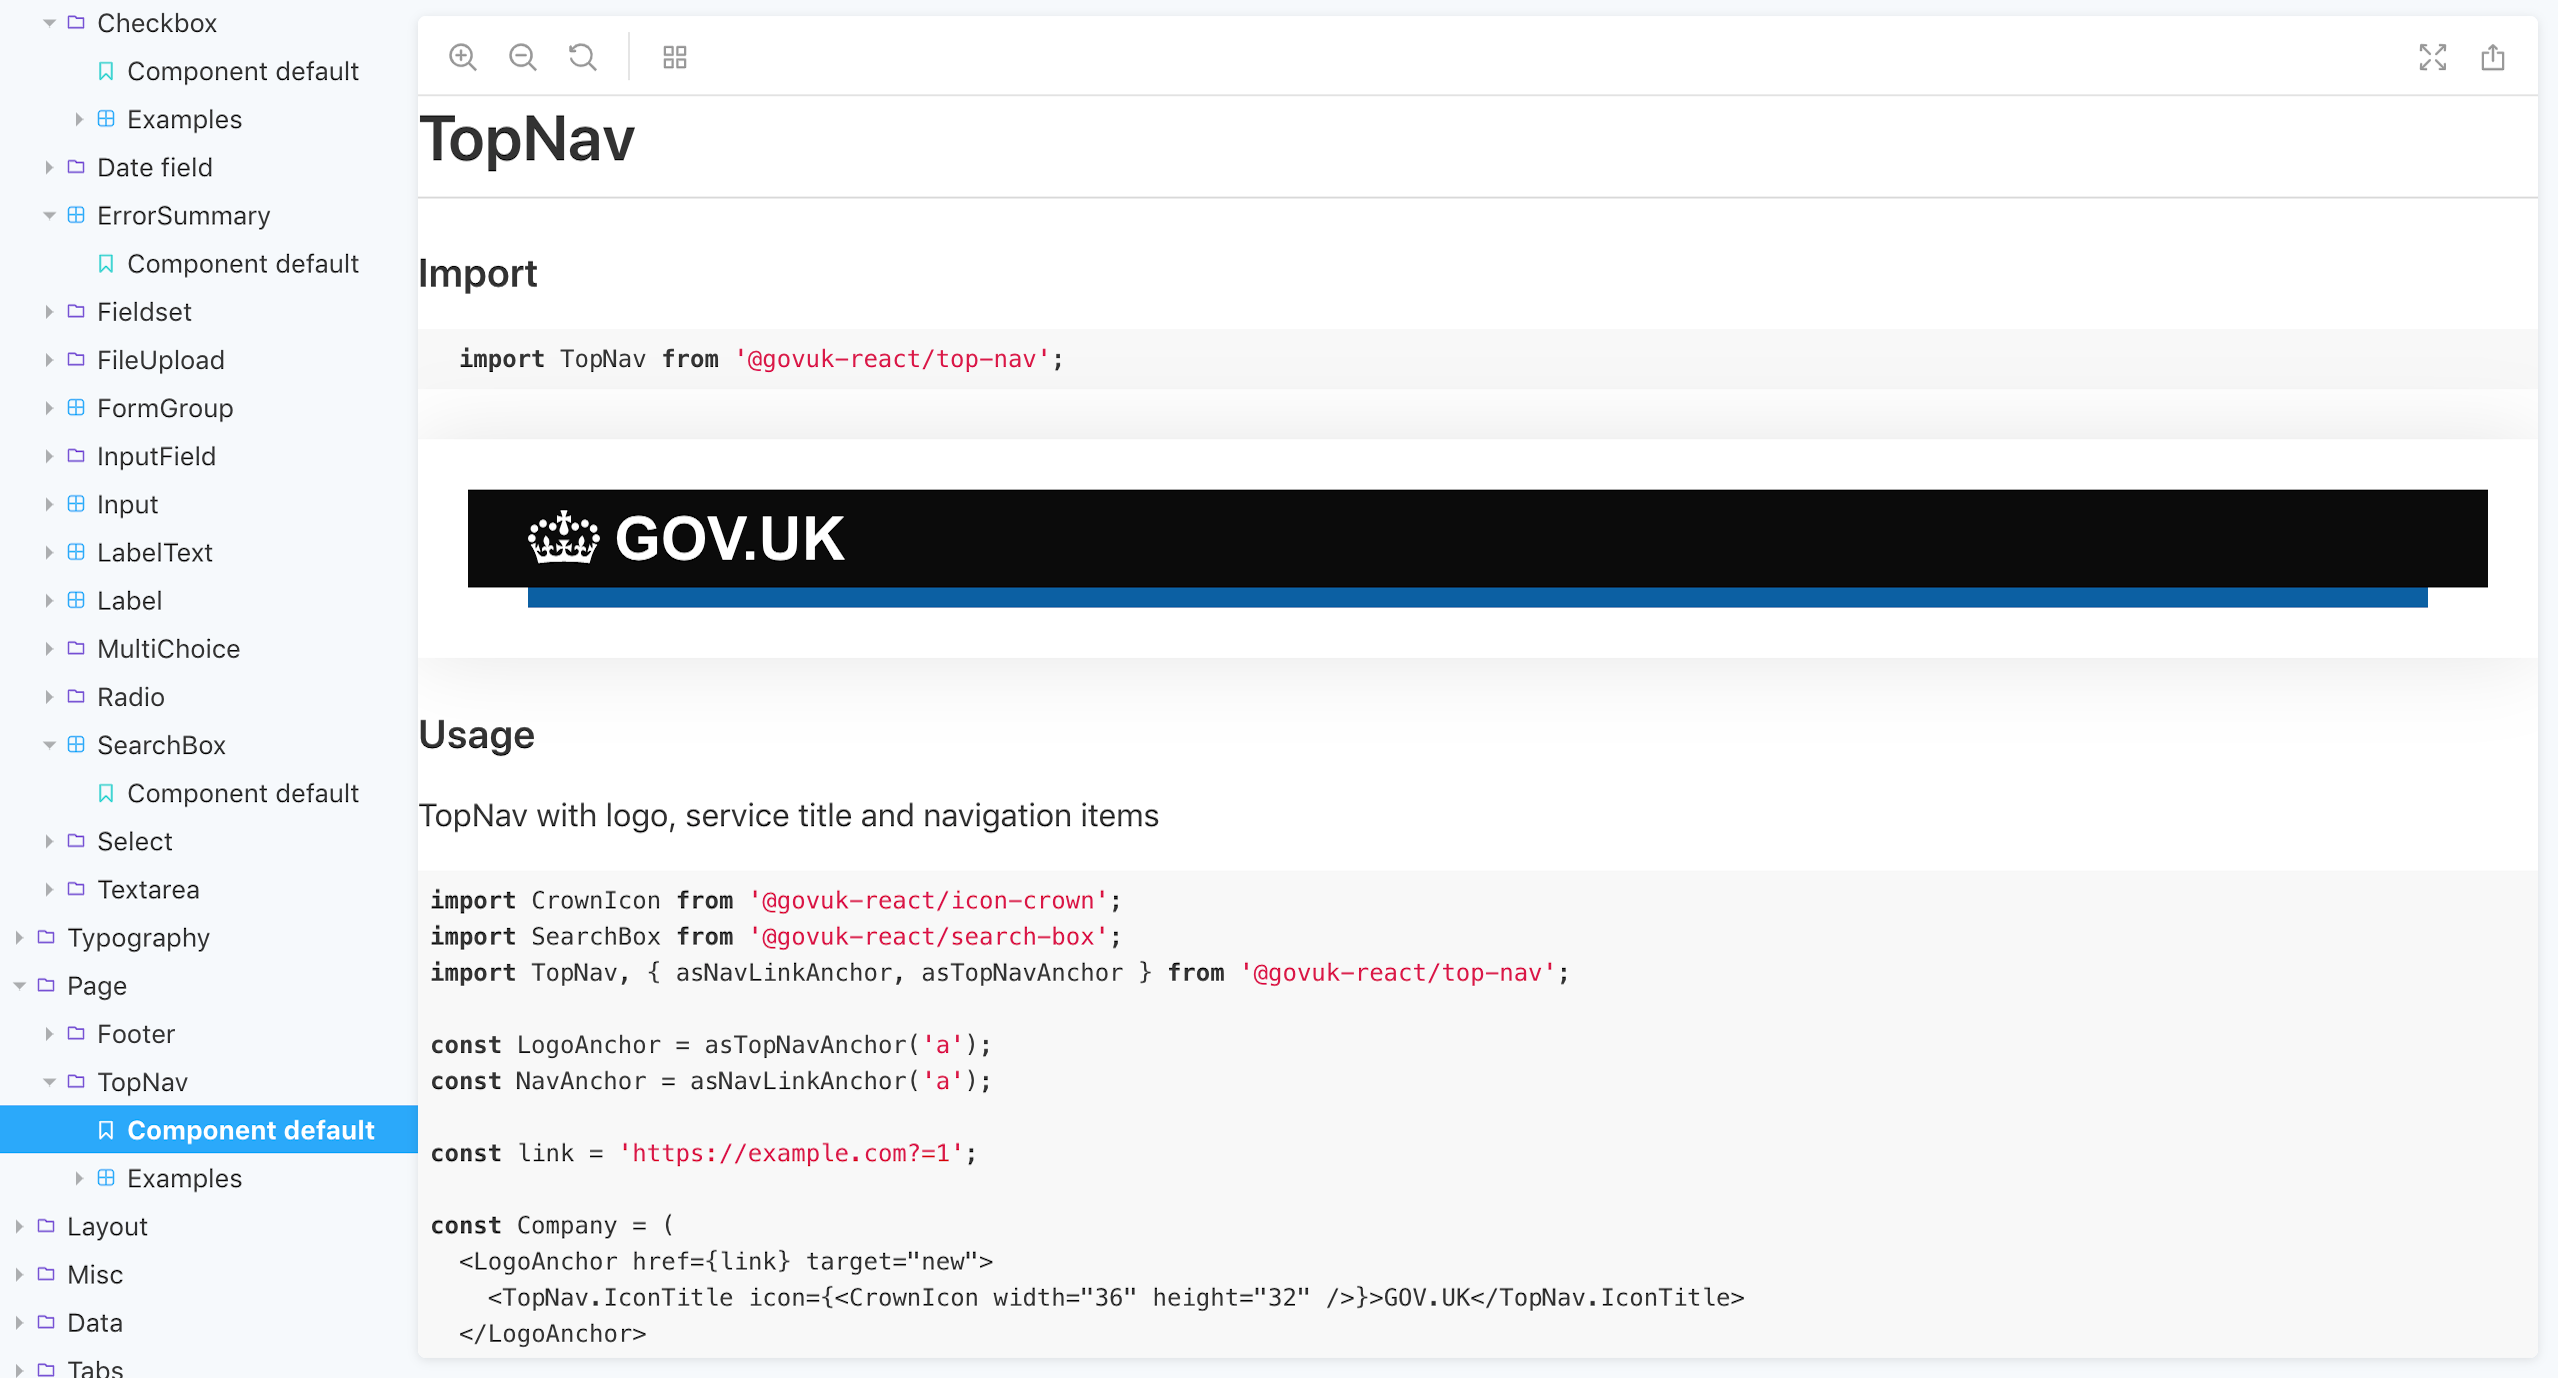 Checkbox
Component default
Examples
Date field
ErrorSummary
Component default
Fieldset
FileUpload
FormGroup
InputField
Input
LabelText
Label
MultiChoice
Radio
SearchBox
Component default
Select
Textarea
Typography
Page
Footer
TopNav
Component default
Examples
Layout
Misc
Data
Tabs
TopNav
Import
import TopNav from '@govuk-react/top-nav';
GOV.UK
Usage
TopNav with logo, service title and navigation items
import CrownIcon from '@govuk-react/icon-crown';
import SearchBox from '@govuk-react/search-box';
import TopNav, { asNavLinkAnchor, asTopNavAnchor } from '@govuk-react/top-nav';
const LogoAnchor = asTopNavAnchor('a');
const NavAnchor = asNavLinkAnchor('a');
const link = 'https://example.com?=1';
const Company = (
  <LogoAnchor href={link} target="new">
    <TopNav.IconTitle icon={<CrownIcon width="36" height="32" />}>GOV.UK</TopNav.IconTitle>
  </LogoAnchor>